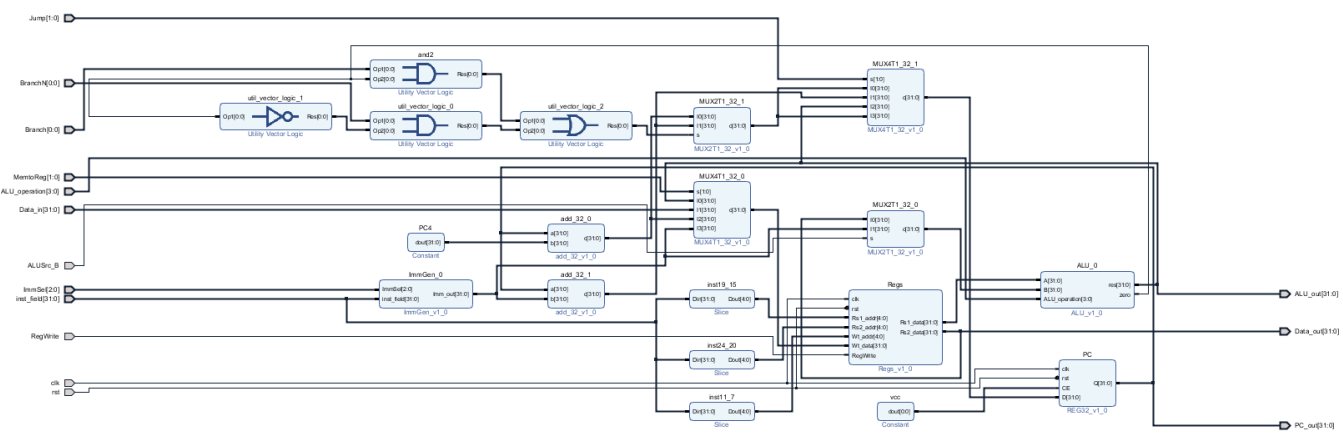 Jump[1:0]
BranchN[0:0]
Branch[0:0]
MemtoReg[1:0]
ALU_operation[3:0]
Data_in[31:0]
ALUSrc_B
ImmSel[2:0]
inst_field[31:0]
RegWrite
clk
rst
util_vector_logic_1
Op1[0:0] Res[0:0]
Utility Vector Logic
and2
Op1[0:0]
Op2[0:0]
Res[0:0]
Utility Vector Logic
util_vector_logic_0
Op1[0:0]
Op2[0:0]
Res[0:0]
Utility Vector Logic
util_vector_logic_2
Op1[0:0]
Op2[0:0]
Res[0:0]
Utility Vector Logic
PC4
dout[31:0]
Constant
ImmGen_0
ImmSel[2:0]
inst_field[31:0]
Imm_out[31:0]
ImmGen_v1_0
add_32_0
a[31:0]
b[31:0]
c[31:0]
add_32_v1_0
add_32_1
a[31:0]
b[31:0]
c[31:0]
add_32_v1_0
MUX2T1_32_1
I0[31:0]
I1[31:0]
s
o[31:0]
MUX2T1_32_v1_0
MUX4T1_32_0
s[1:0]
I0[31:0]
I1[31:0]
I2[31:0]
I3[31:0]
o[31:0]
MUX4T1_32_v1_0
inst19_15
Din[31:0] Dout[4:0]
Slice
inst24_20
Din[31:0] Dout[4:0]
Slice
inst11_7
Din[31:0] Dout[4:0]
Slice
MUX4T1_32_1
s[1:0]
I0[31:0]
I1[31:0]
I2[31:0]
I3[31:0]
o[31:0]
MUX4T1_32_v1_0
MUX2T1_32_0
I0[31:0]
I1[31:0]
s
o[31:0]
MUX2T1_32_v1_0
Regs
clk
rst
Rs1_addr[4:0]
Rs2_addr[4:0]
Wt_addr[4:0]
Wt_data[31:0]
RegWrite
Rs1_data[31:0]
Rs2_data[31:0]
Regs_v1_0
vcc
dout[0:0]
Constant
ALU_0
A[31:0]
B[31:0]
ALU_operation[3:0]
res[31:0]
zero
ALU_v1_0
PC
clk
rst
CE
D[31:0]
Q[31:0]
REG32_v1_0
ALU_out[31:0]
Data_out[31:0]
PC_out[31:0]